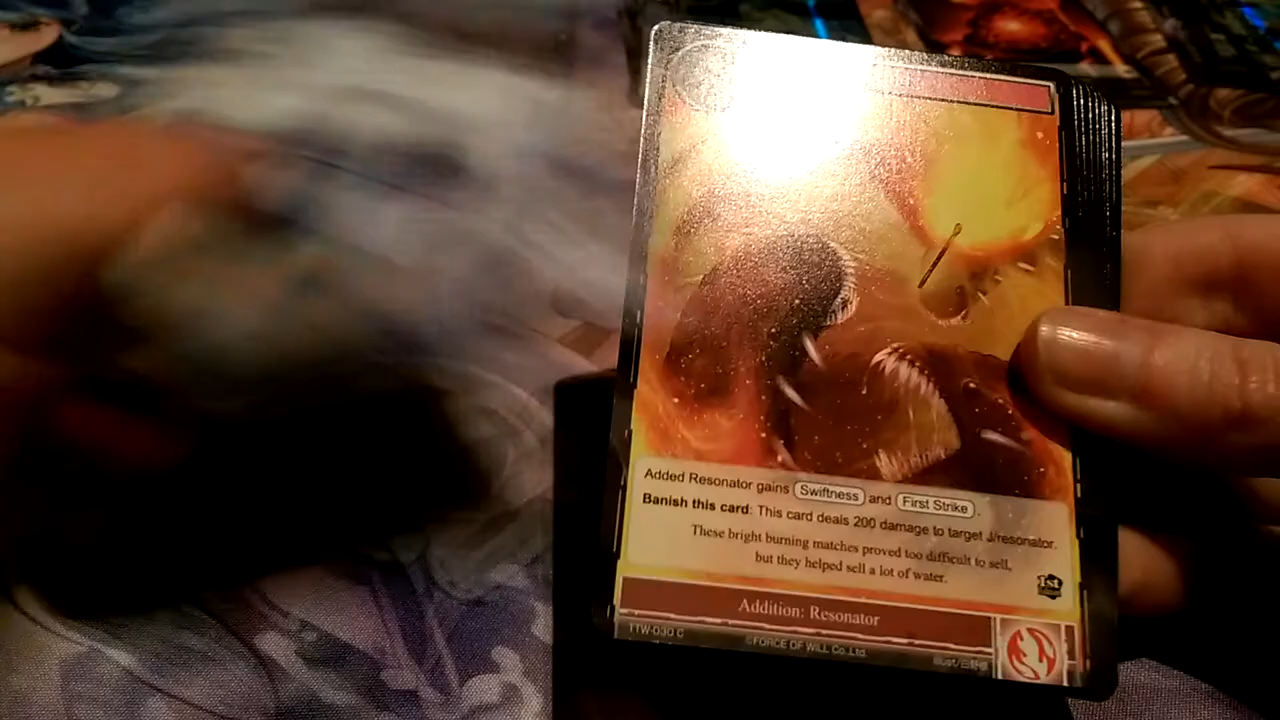 Added Resonator gains Swiftness and First Strike.
Banish this card: This card deals 200 damage to target J/resonator.
These bright burning matches proved too difficult to sell,
but they helped sell a lot of water.
1st
Addition: Resonator
TTW-030 C
©FORCE OF WILL Co.,Ltd.